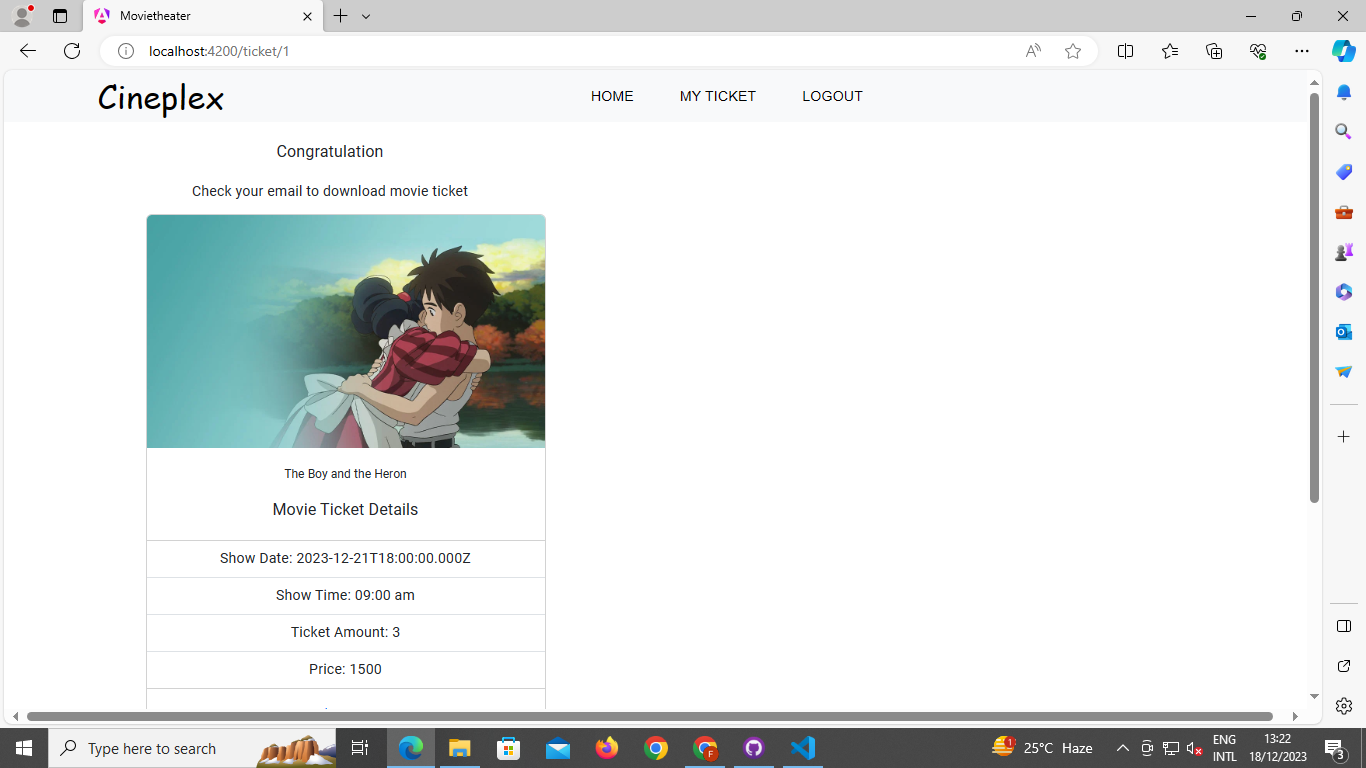 Movietheater
localhost:4200/ticket/1
Cineplex
HOME
MY TICKET
LOGOUT
Congratulation
Check your email to download movie ticket
The Boy and the Heron
Movie Ticket Details
Show Date: 2023-12-21T18:00:00.000Z
Show Time: 09:00 am
Ticket Amount: 3
Price: 1500
Type here to search
F
1
25°C Haze
ENG
INTL
13:22
18/12/2023
3